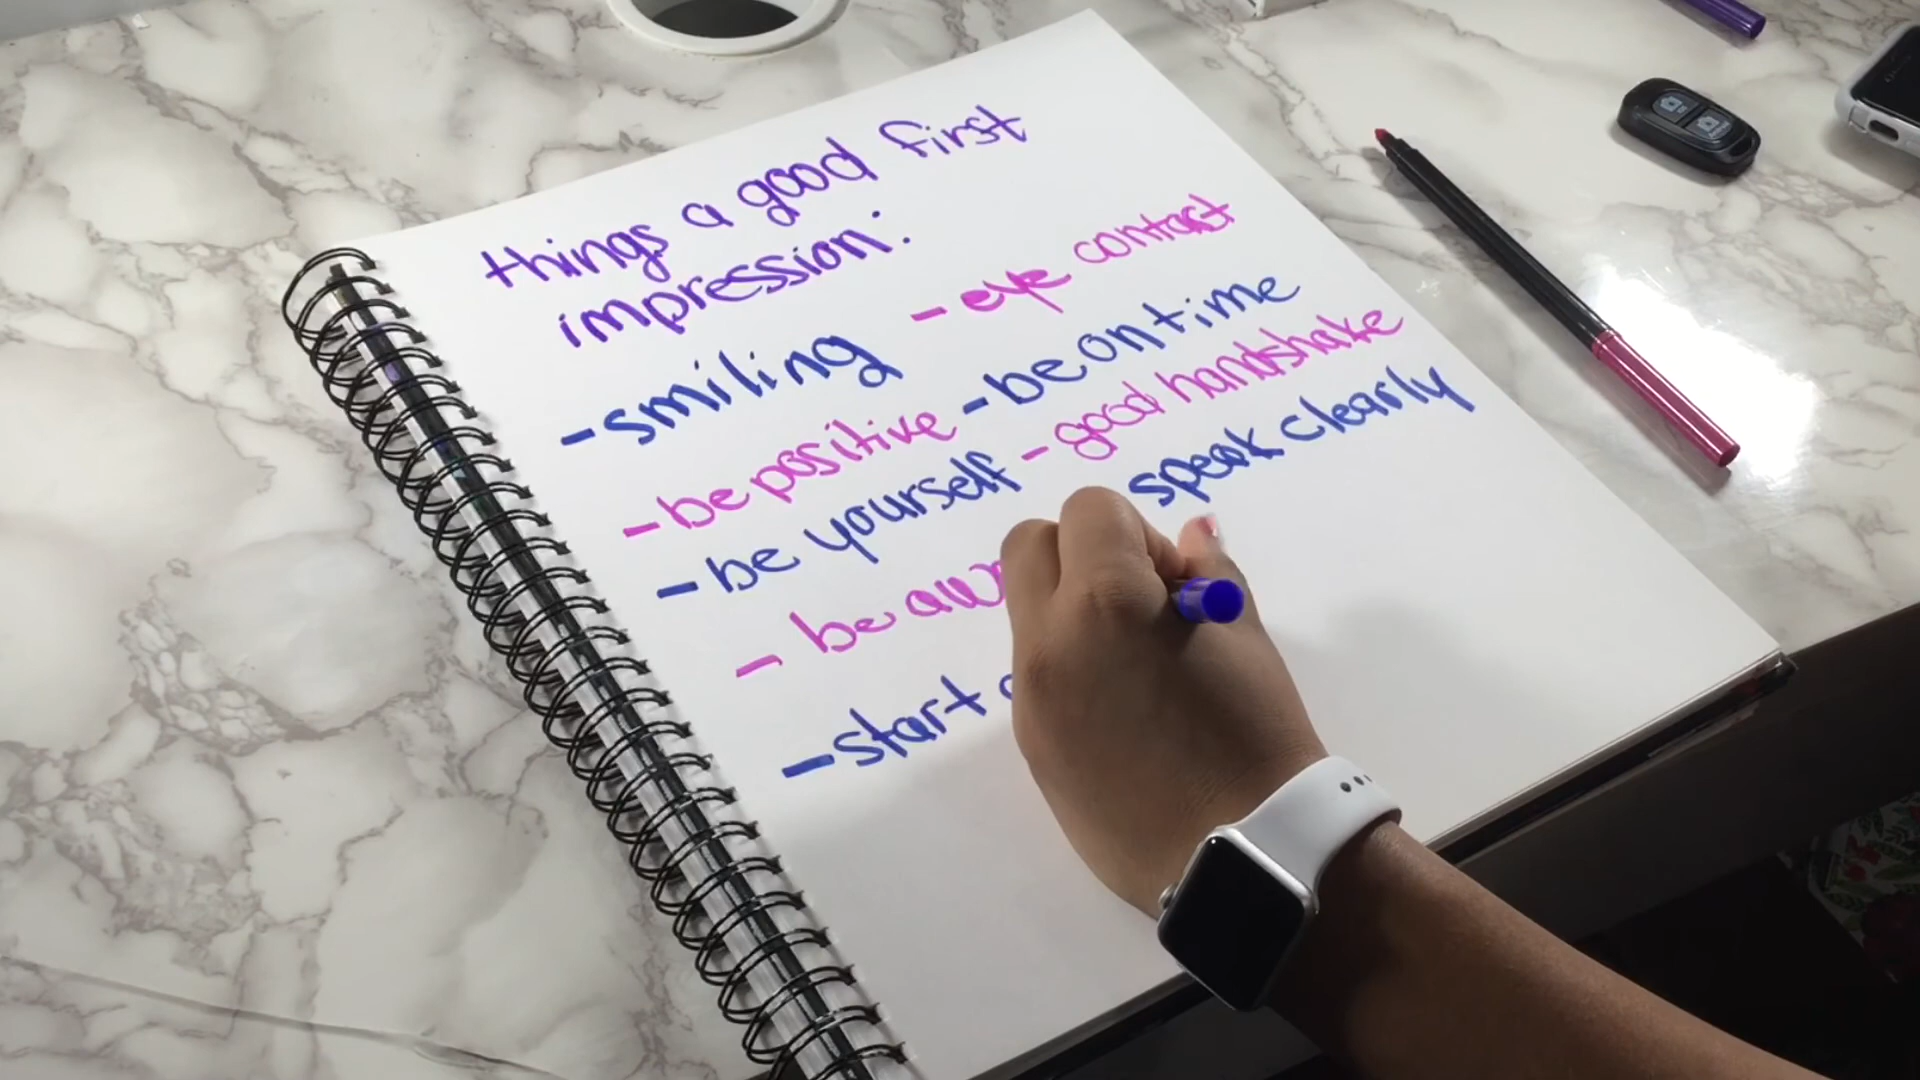 things a good first
impression:
-smiling
- eye contact
-be positive
-be on time
-be yourself
-good handshake
speak clearly
- be
-start